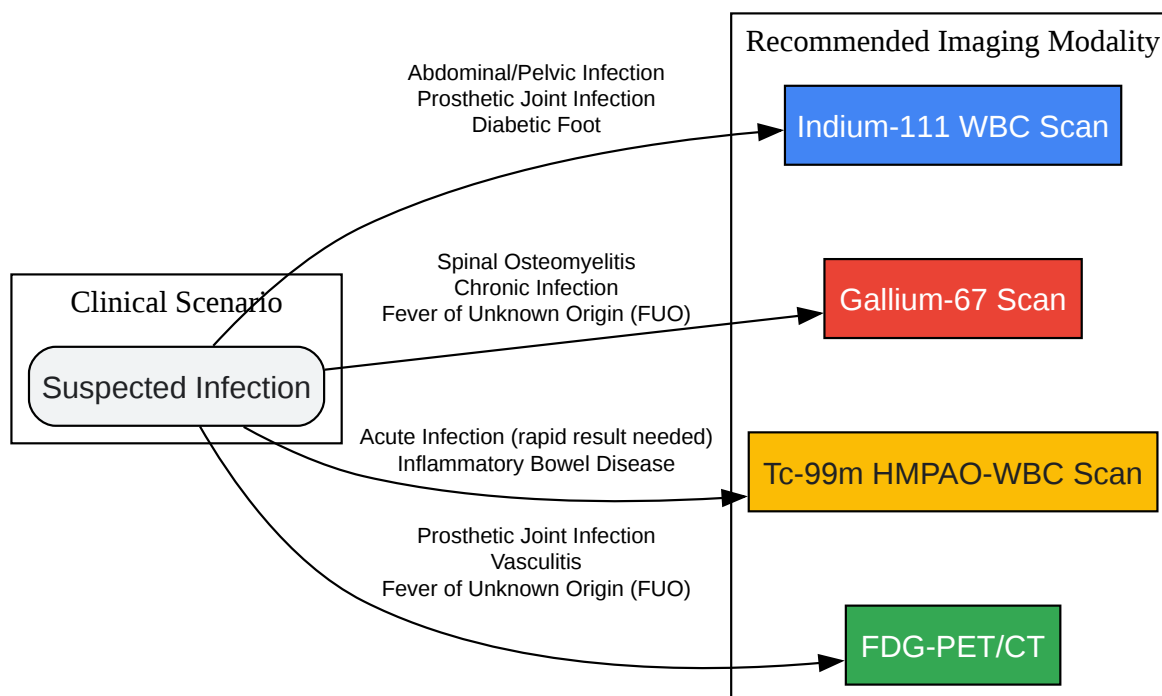 Recommended Imaging Modality
Abdominal/Pelvic Infection
Prosthetic Joint Infection
Diabetic Foot
Indium-111 WBC Scan
Spinal Osteomyelitis
Chronic Infection
Fever of Unknown Origin (FUO)
Gallium-67 Scan
Clinical Scenario
Suspected Infection
Acute Infection (rapid result needed)
Inflammatory Bowel Disease
Tc-99m HMPAO-WBC Scan
Prosthetic Joint Infection
Vasculitis
Fever of Unknown Origin (FUO)
FDG-PET/CT